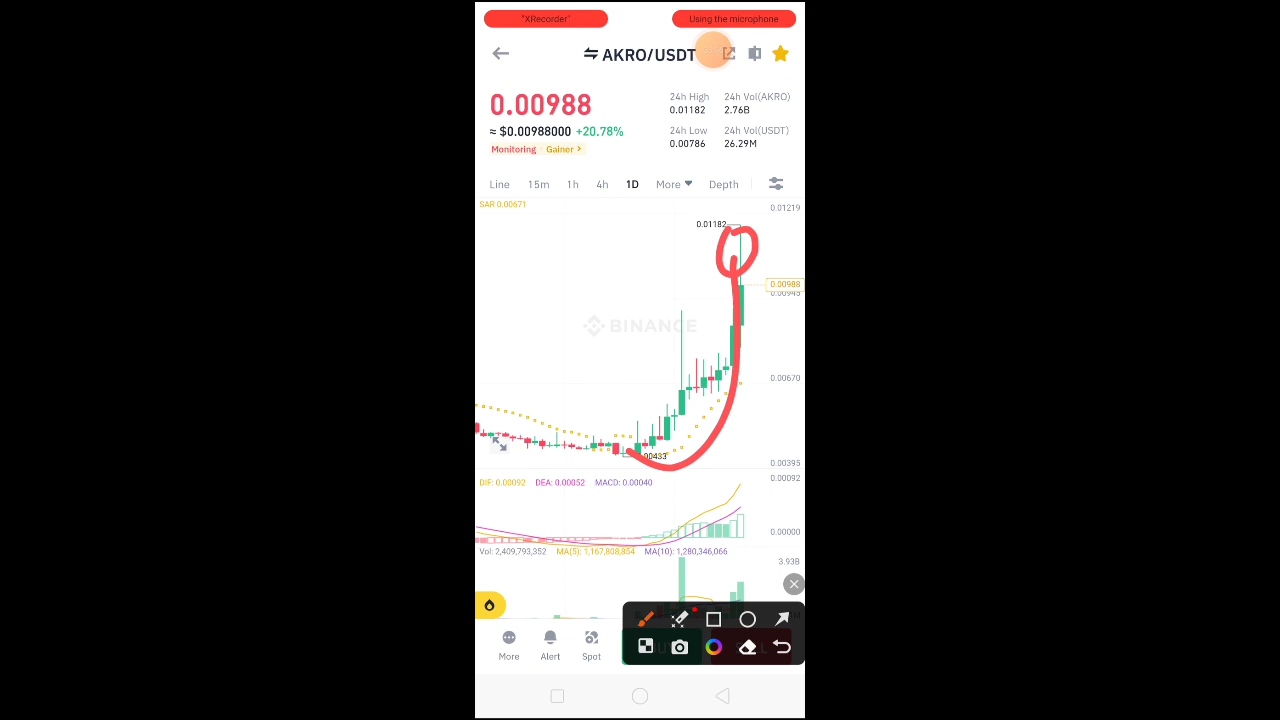 "XRecorder"
Using the microphone
AKRO/USDT
0.00988
≈ $0.00988000 +20.78%
Monitoring Gainer >
24h High
0.01182
24h Vol(AKRO)
2.76B
24h Low
0.00786
24h Vol(USDT)
26.29M
Line 15m 1h 4h 1D More Depth
SAR 0.00671
0.01219
0.01182
0.00988
0.00945
BINANCE
0.00670
00433
0.00395
0.00092
DIF: 0.00092 DEA: 0.00052 MACD: 0.00040
0.00000
Vol: 2,409,793,352 MA(5): 1,167,808,854 MA(10): 1,280,346,066
3.93B
More Alert Spot